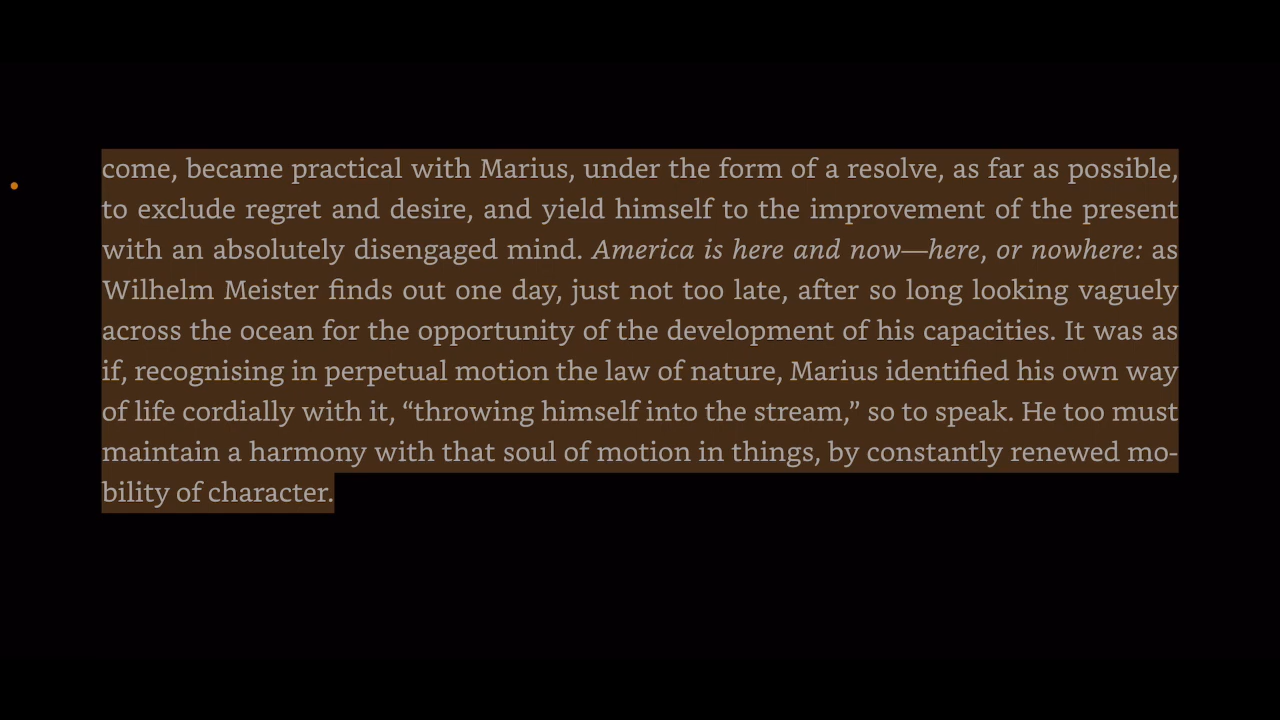 come, became practical with Marius, under the form of a resolve, as far as possible,
to exclude regret and desire, and yield himself to the improvement of the present
with an absolutely disengaged mind. America is here and now—here, or nowhere: as
Wilhelm Meister finds out one day, just not too late, after so long looking vaguely
across the ocean for the opportunity of the development of his capacities. It was as
if, recognising in perpetual motion the law of nature, Marius identified his own way
of life cordially with it, “throwing himself into the stream,” so to speak. He too must
maintain a harmony with that soul of motion in things, by constantly renewed mo-
bility of character.